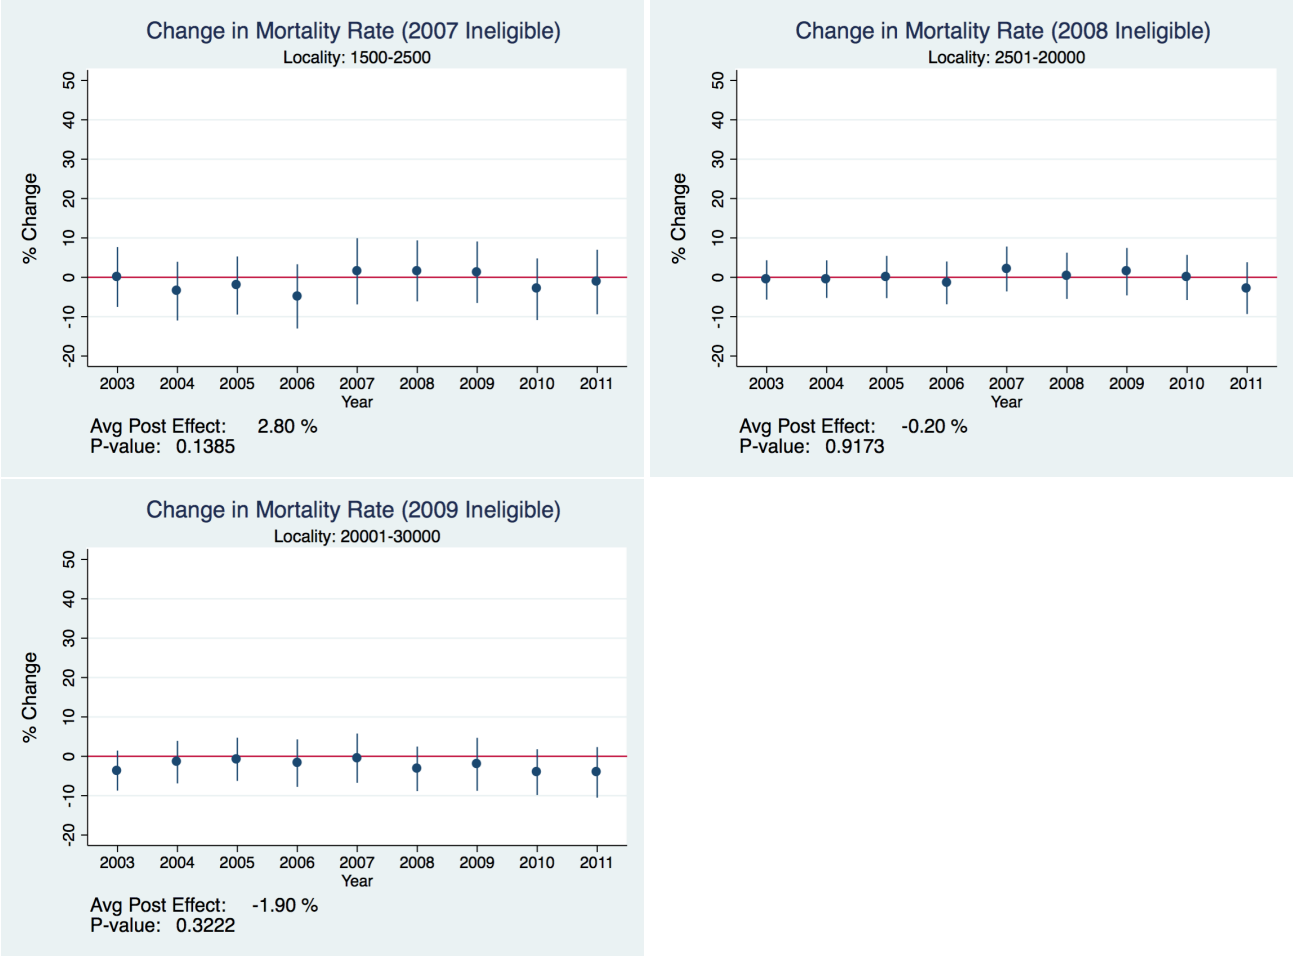 Change in Mortality Rate (2007 Ineligible)
Locality: 1500-2500
% Change
50
40
30
20
10
0
-10
-20
2003 2004 2005 2006 2007 2008 2009 2010 2011
Year
Avg Post Effect: 2.80 %
P-value: 0.1385
Change in Mortality Rate (2008 Ineligible)
Locality: 2501-20000
% Change
50
40
30
20
10
0
-10
-20
2003 2004 2005 2006 2007 2008 2009 2010 2011
Year
Avg Post Effect: -0.20 %
P-value: 0.9173
Change in Mortality Rate (2009 Ineligible)
Locality: 20001-30000
% Change
50
40
30
20
10
0
-10
-20
2003 2004 2005 2006 2007 2008 2009 2010 2011
Year
Avg Post Effect: -1.90 %
P-value: 0.3222